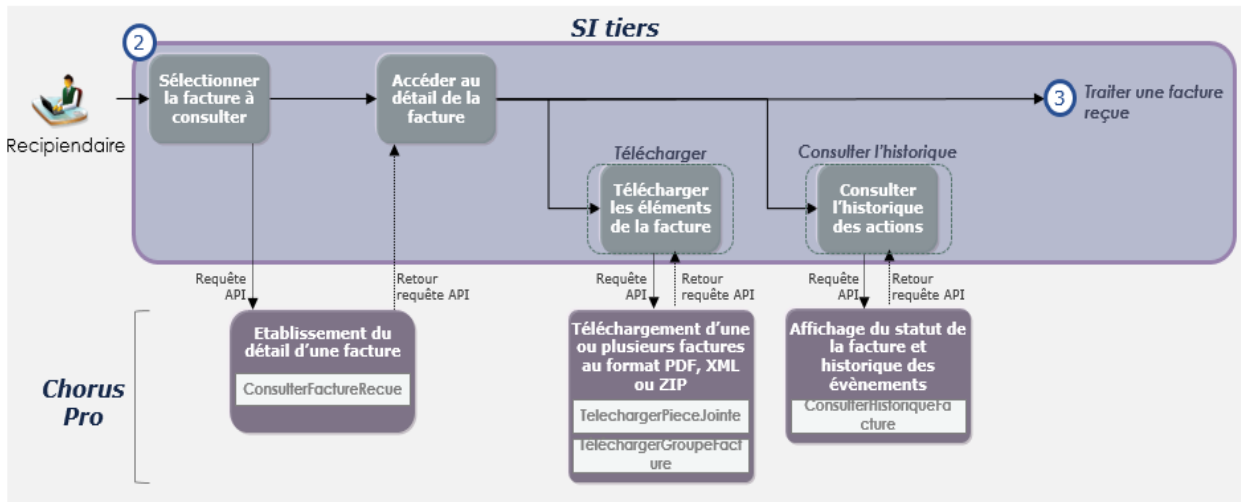 SI tiers
2
Sélectionner
la facture à
consulter
Accéder au
détail de la
facture
3
Traiter une facture
reçue
Recipiendaire
Télécharger
Télécharger
les éléments
de la facture
Consulter l'historique
Consulter
l'historique
des actions
Requête
API
Retour
requête API
Requête
API
Retour
requête API
Requête
API
Retour
requête API
Chorus
Pro
Etablissement du
détail d'une facture
ConsulterFactureRecue
Téléchargement d'une
ou plusieurs factures
au format PDF, XML
ou ZIP
TelechargerPieceJointe
TelechargerGroupeFact
ure
Affichage du statut de
la facture et
historique des
évènements
ConsulterHistoriqueFa
cture